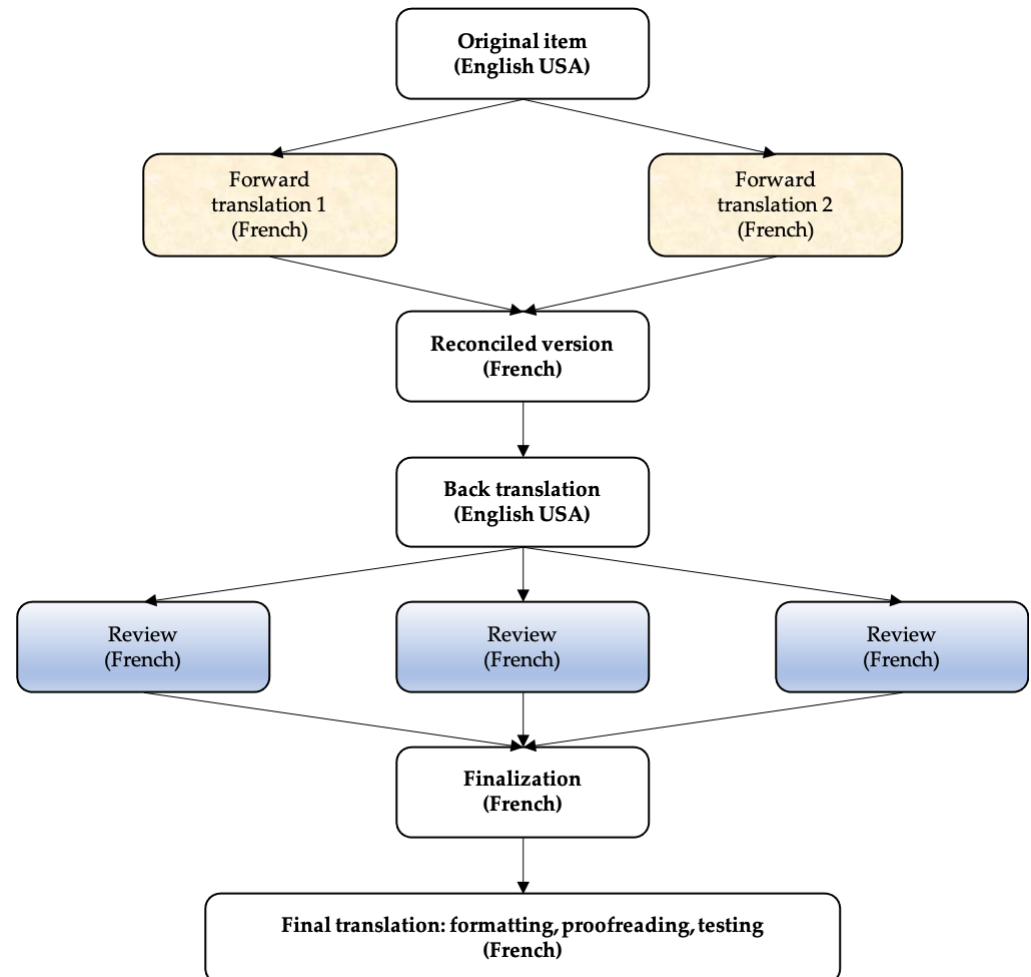 Original item
(English USA)
Forward
translation 1
(French)
Forward
translation 2
(French)
Reconciled version
(French)
Back translation
(English USA)
Review
(French)
Review
(French)
Review
(French)
Finalization
(French)
Final translation: formatting, proofreading, testing
(French)